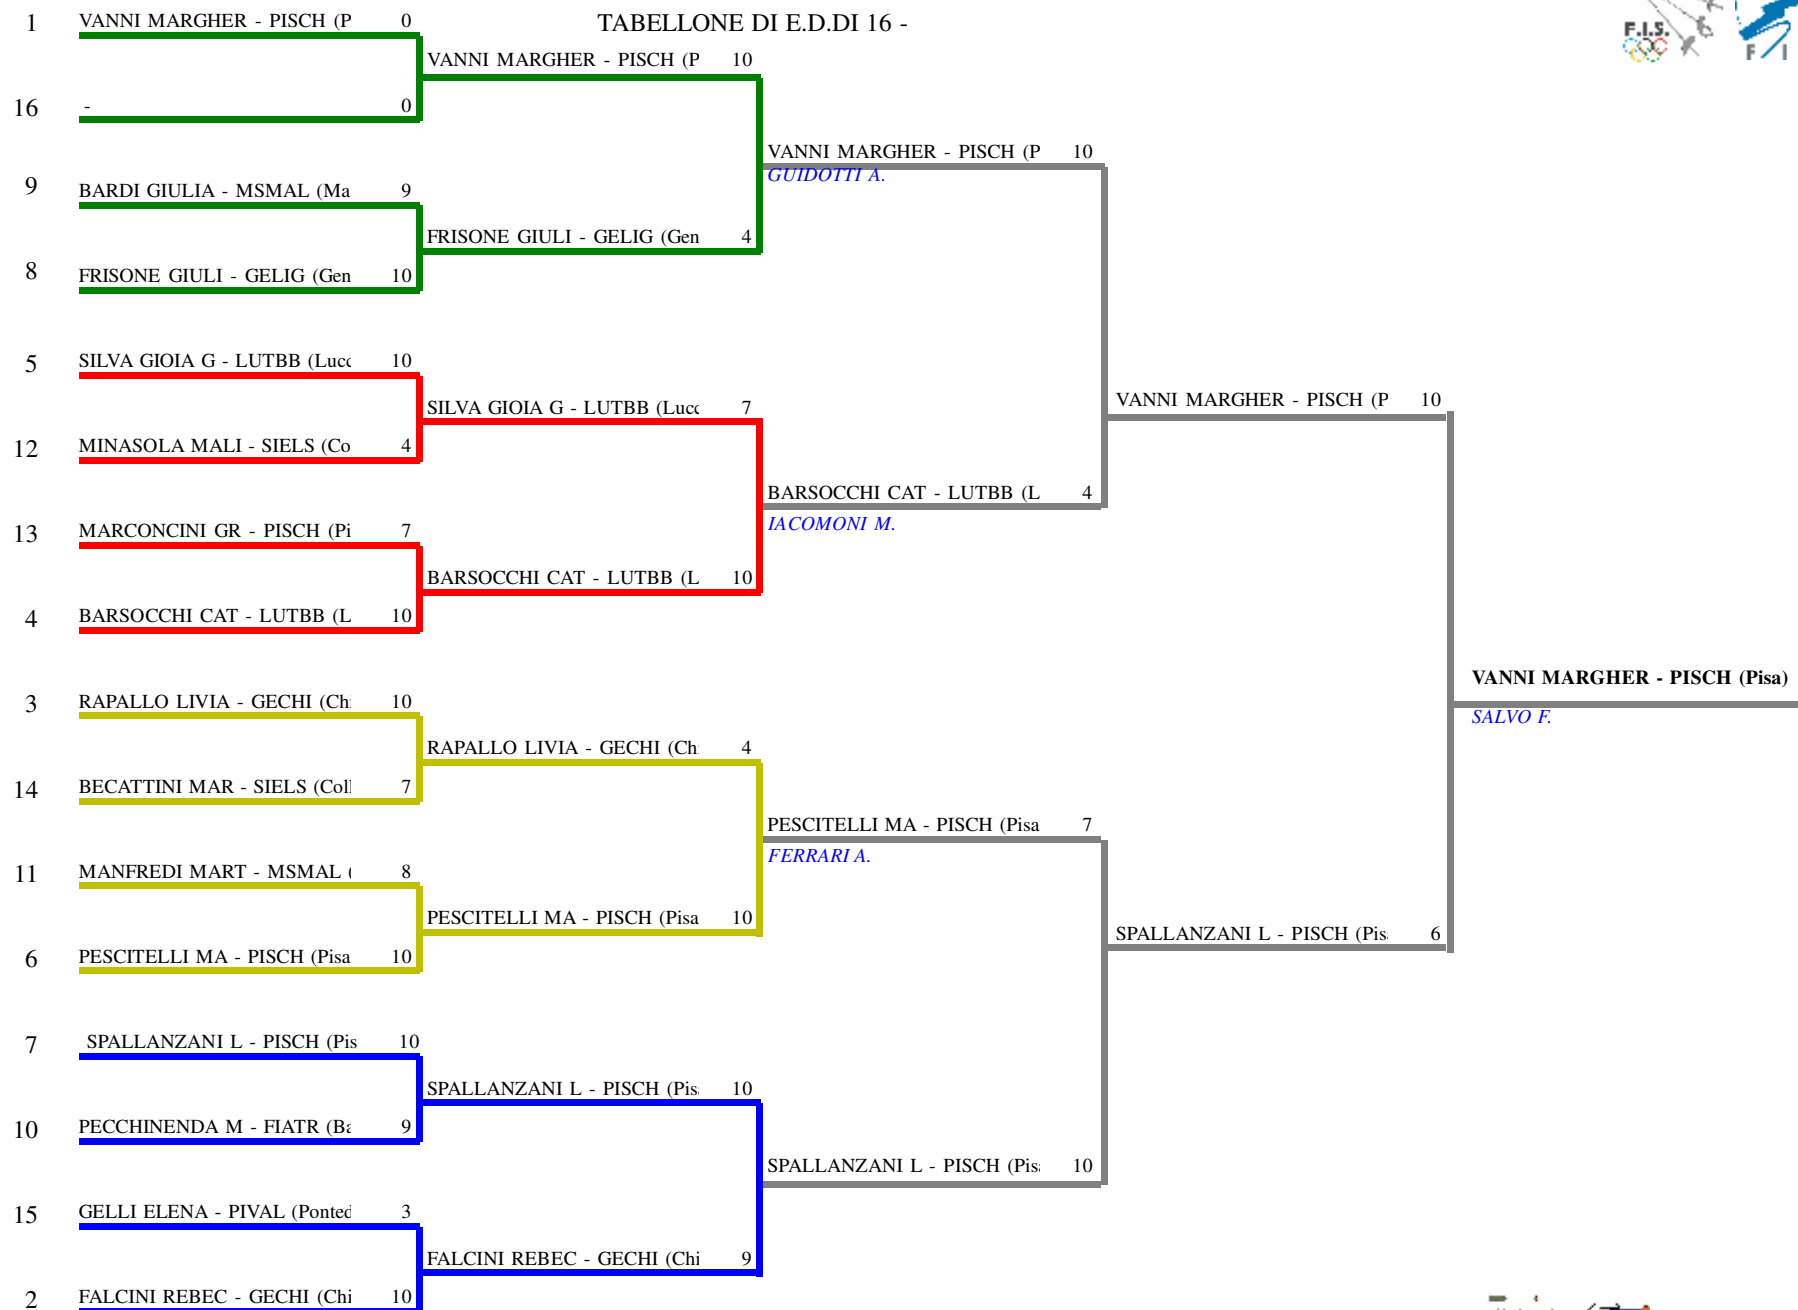 TABELLONE DI E.D.DI 16 -
F.I.S.
F I
1 VANNI MARGHER - PISCH (P 0
16 - 0
9 BARDI GIULIA - MSMAL (Ma 9
8 FRISONE GIULI - GELIG (Gen 10
5 SILVA GIOIA G - LUTBB (Lucc 10
12 MINASOLA MALI - SIELS (Co 4
13 MARCONCINI GR - PISCH (Pi 7
4 BARSOCCHI CAT - LUTBB (L 10
3 RAPALLO LIVIA - GECHI (Chi 10
14 BECATTINI MAR - SIELS (Coll 7
11 MANFREDI MART - MSMAL ( 8
6 PESCITELLI MA - PISCH (Pisa 10
7 SPALLANZANI L - PISCH (Pis 10
10 PECCHINENDA M - FIATR (Ba 9
15 GELLI ELENA - PIVAL (Ponted 3
2 FALCINI REBEC - GECHI (Chi 10
VANNI MARGHER - PISCH (P 10
FRISONE GIULI - GELIG (Gen 4
SILVA GIOIA G - LUTBB (Lucc 7
BARSOCCHI CAT - LUTBB (L 10
RAPALLO LIVIA - GECHI (Chi 4
PESCITELLI MA - PISCH (Pisa 10
SPALLANZANI L - PISCH (Pis 10
FALCINI REBEC - GECHI (Chi 9
VANNI MARGHER - PISCH (P 10
GUIDOTTI A.
BARSOCCHI CAT - LUTBB (L 4
IACOMONI M.
PESCITELLI MA - PISCH (Pisa 7
FERRARI A.
SPALLANZANI L - PISCH (Pis 10
VANNI MARGHER - PISCH (P 10
SPALLANZANI L - PISCH (Pis 6
VANNI MARGHER - PISCH (Pisa)
SALVO F.